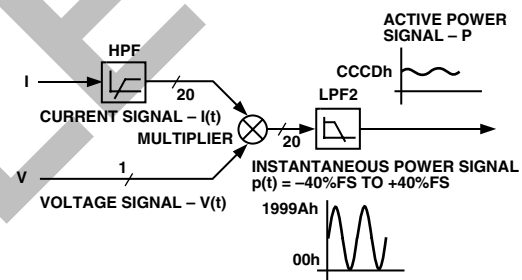 ACTIVE POWER
SIGNAL – P
HPF
CCCDh
I
20
LPF2
CURRENT SIGNAL – I(t)
MULTIPLIER
20
1
INSTANTANEOUS POWER SIGNAL
V
p(t) = –40%FS TO +40%FS
VOLTAGE SIGNAL – V(t)
1999Ah
00h